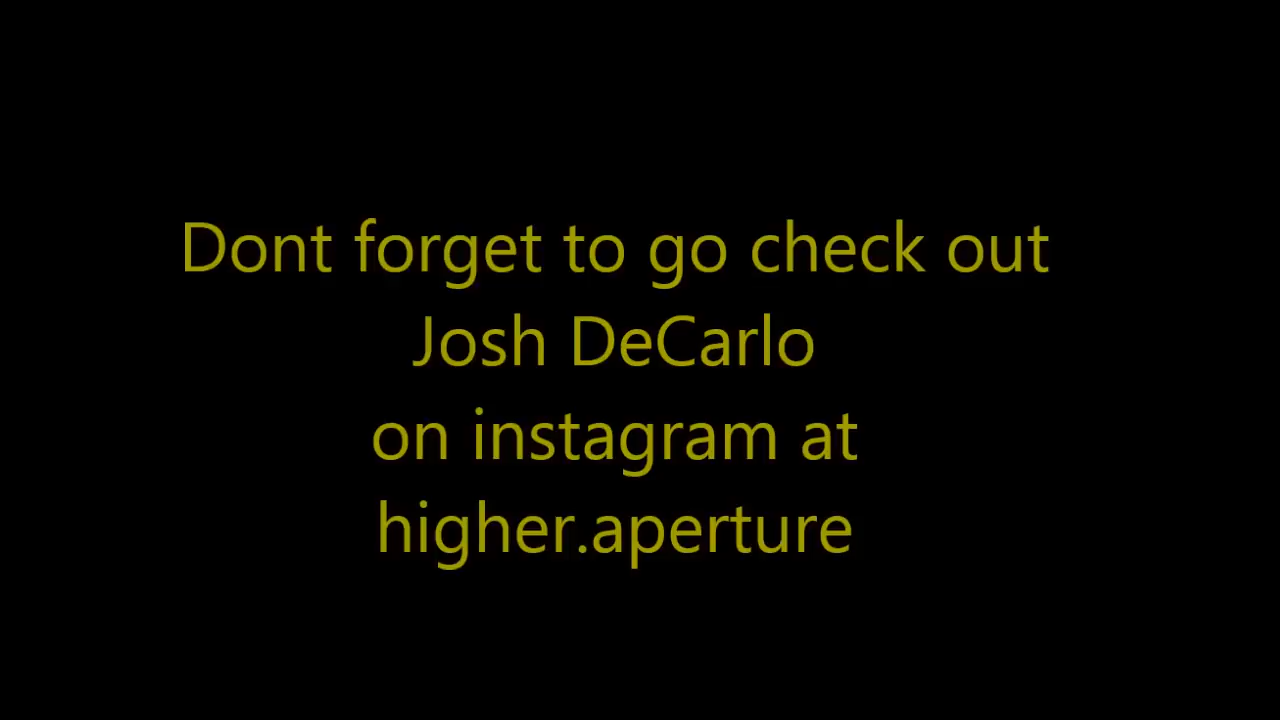 Dont forget to go check out
Josh DeCarlo
on instagram at
higher.aperture